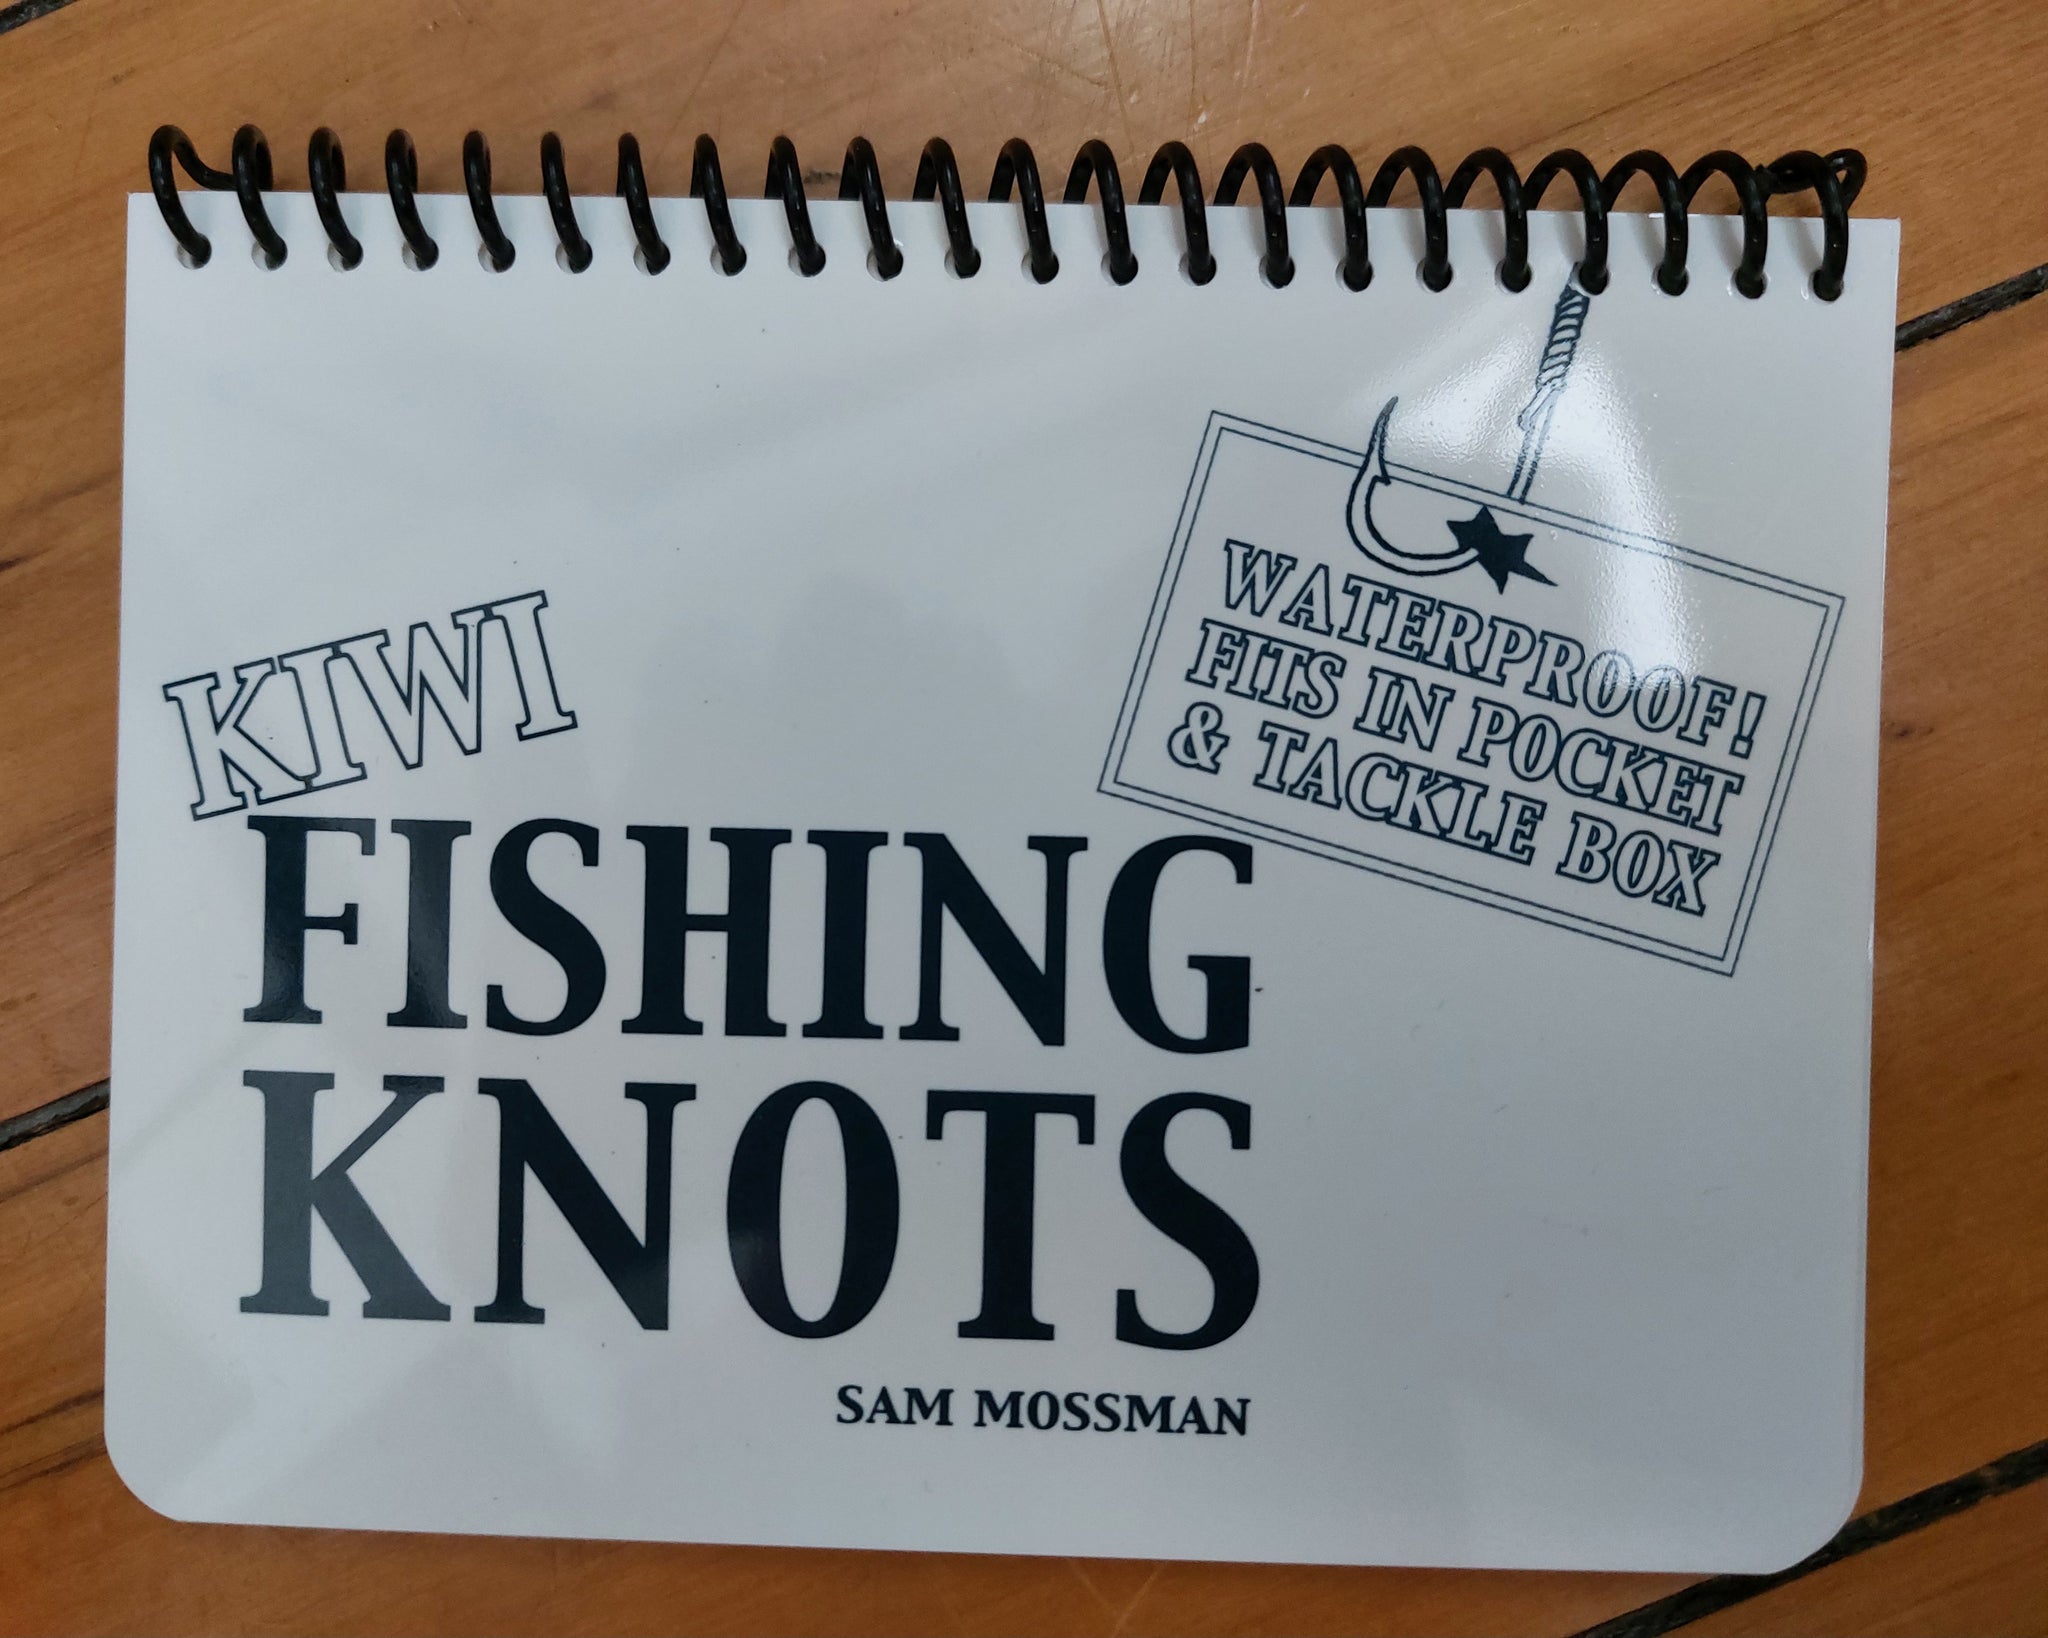 WATERPROOF!
FITS IN POCKET
& TACKLE BOX
KIWI
FISHING
KNOTS
SAM MOSSMAN